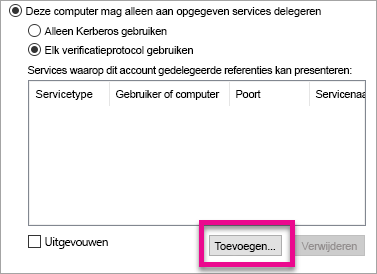 Deze computer mag alleen aan opgegeven services delegeren
Alleen Kerberos gebruiken
Elk verificatieprotocol gebruiken
Services waarop dit account gedelegeerde referenties kan presenteren:
Servicetype Gebruiker of computer Poort Servicenaa
Uitgevouwen Toevoegen... Verwijderen